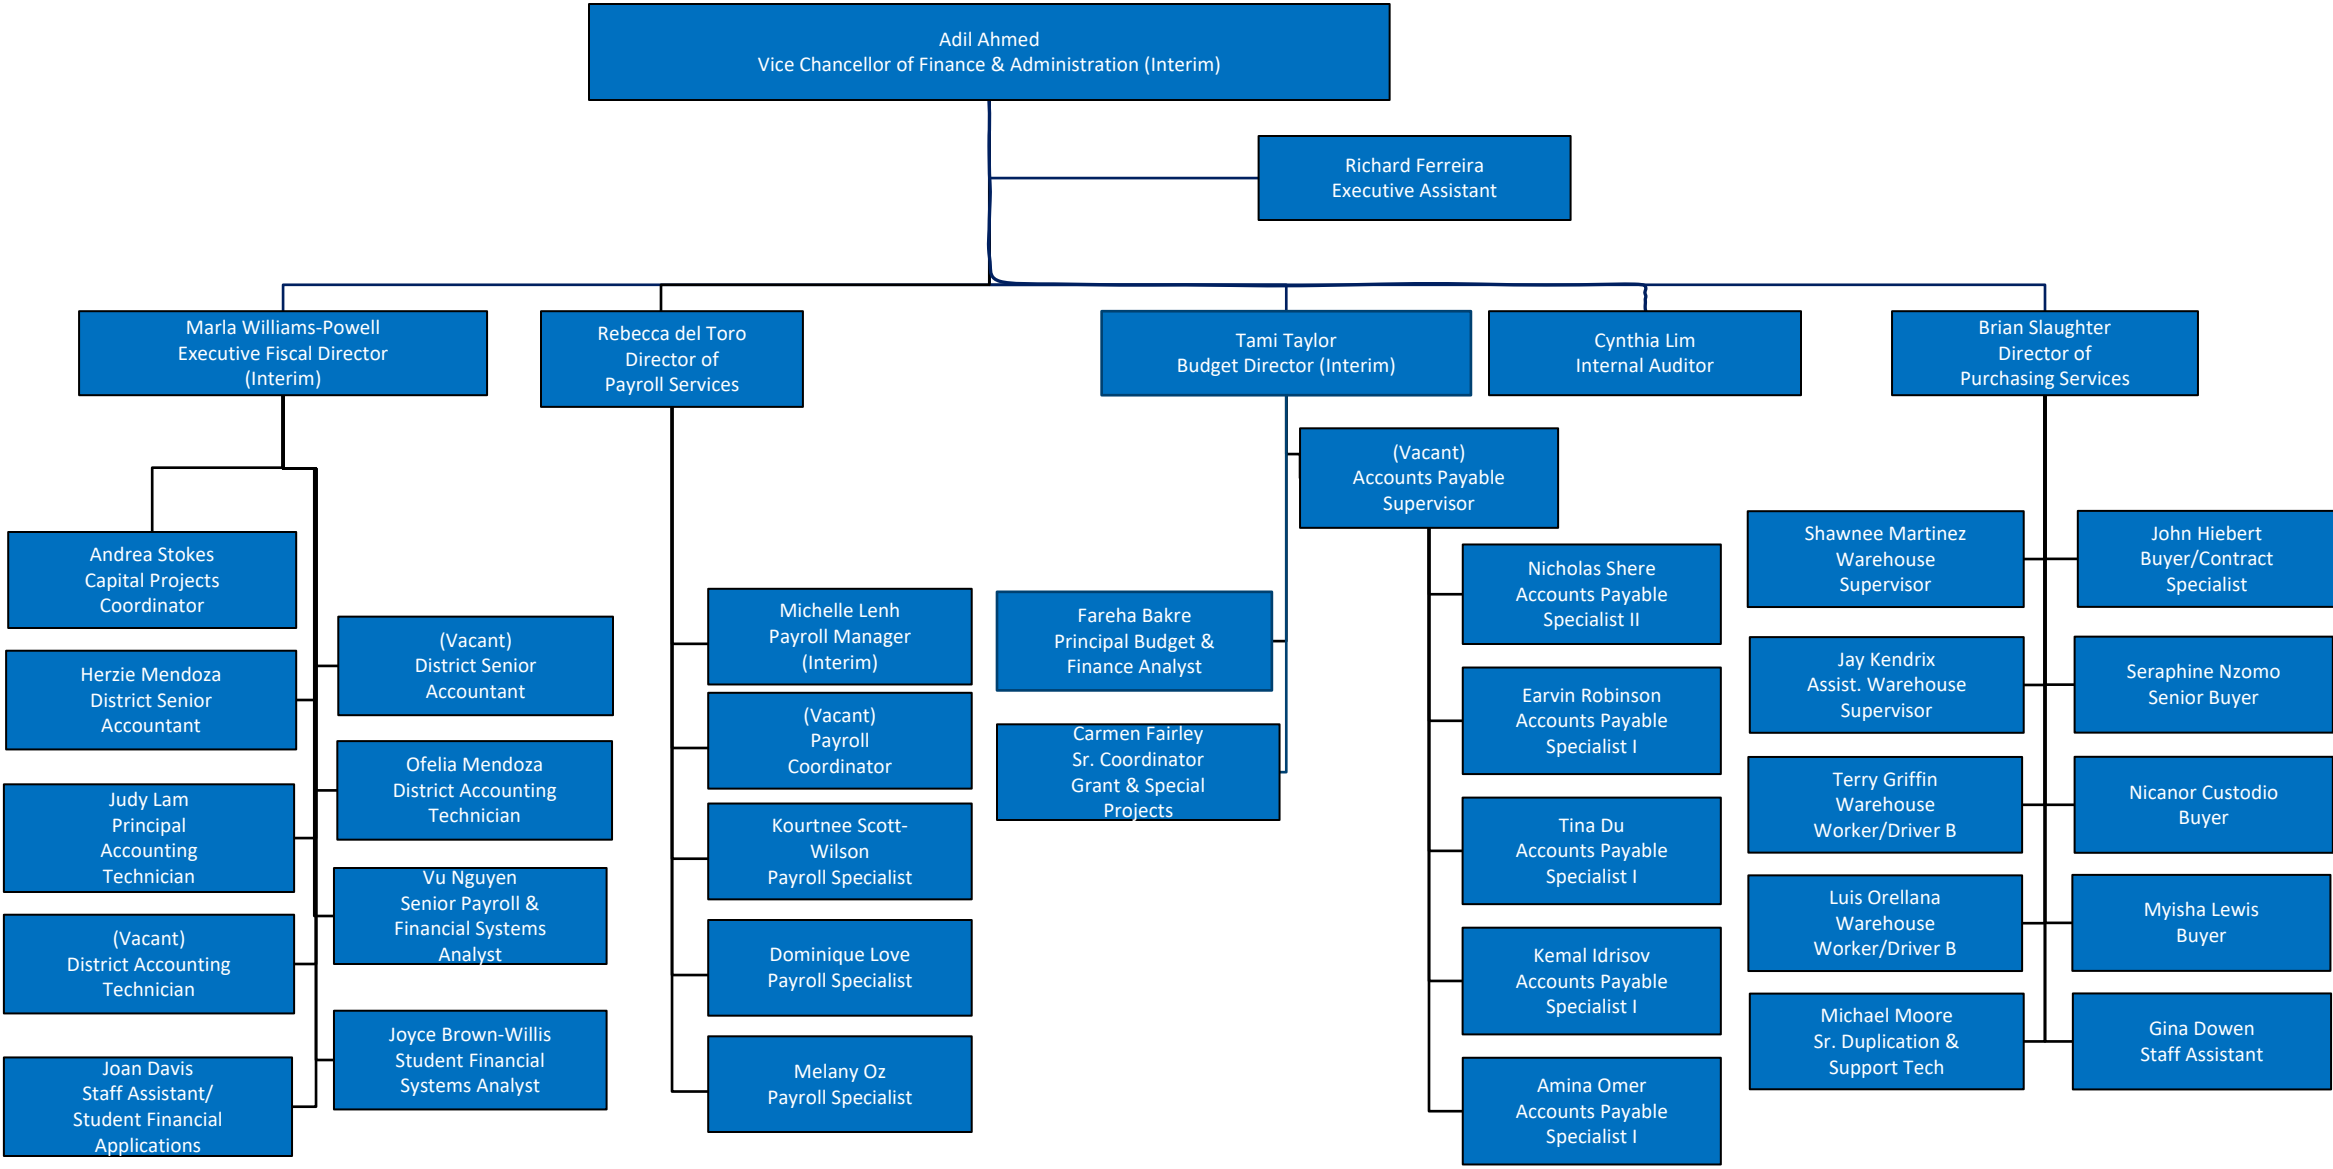 Adil Ahmed
Vice Chancellor of Finance & Administration (Interim)
Richard Ferreira
Executive Assistant
Marla Williams-Powell
Executive Fiscal Director
(Interim)
Rebecca del Toro
Director of
Payroll Services
Tami Taylor
Budget Director (Interim)
Cynthia Lim
Internal Auditor
Brian Slaughter
Director of
Purchasing Services
Andrea Stokes
Capital Projects
Coordinator
Herzie Mendoza
District Senior
Accountant
Judy Lam
Principal
Accounting
Technician
(Vacant)
District Accounting
Technician
Joan Davis
Staff Assistant/
Student Financial
Applications
(Vacant)
District Senior
Accountant
Ofelia Mendoza
District Accounting
Technician
Vu Nguyen
Senior Payroll &
Financial Systems
Analyst
Joyce Brown-Willis
Student Financial
Systems Analyst
Michelle Lenh
Payroll Manager
(Interim)
(Vacant)
Payroll
Coordinator
Kourtnee Scott-
Wilson
Payroll Specialist
Dominique Love
Payroll Specialist
Melany Oz
Payroll Specialist
Fareha Bakre
Principal Budget &
Finance Analyst
Carmen Fairley
Sr. Coordinator
Grant & Special
Projects
(Vacant)
Accounts Payable
Supervisor
Nicholas Shere
Accounts Payable
Specialist II
Earvin Robinson
Accounts Payable
Specialist I
Tina Du
Accounts Payable
Specialist I
Kemal Idrisov
Accounts Payable
Specialist I
Amina Omer
Accounts Payable
Specialist I
Shawnee Martinez
Warehouse
Supervisor
Jay Kendrix
Assist. Warehouse
Supervisor
Terry Griffin
Warehouse
Worker/Driver B
Luis Orellana
Warehouse
Worker/Driver B
Michael Moore
Sr. Duplication &
Support Tech
John Hiebert
Buyer/Contract
Specialist
Seraphine Nzomo
Senior Buyer
Nicanor Custodio
Buyer
Myisha Lewis
Buyer
Gina Dowen
Staff Assistant